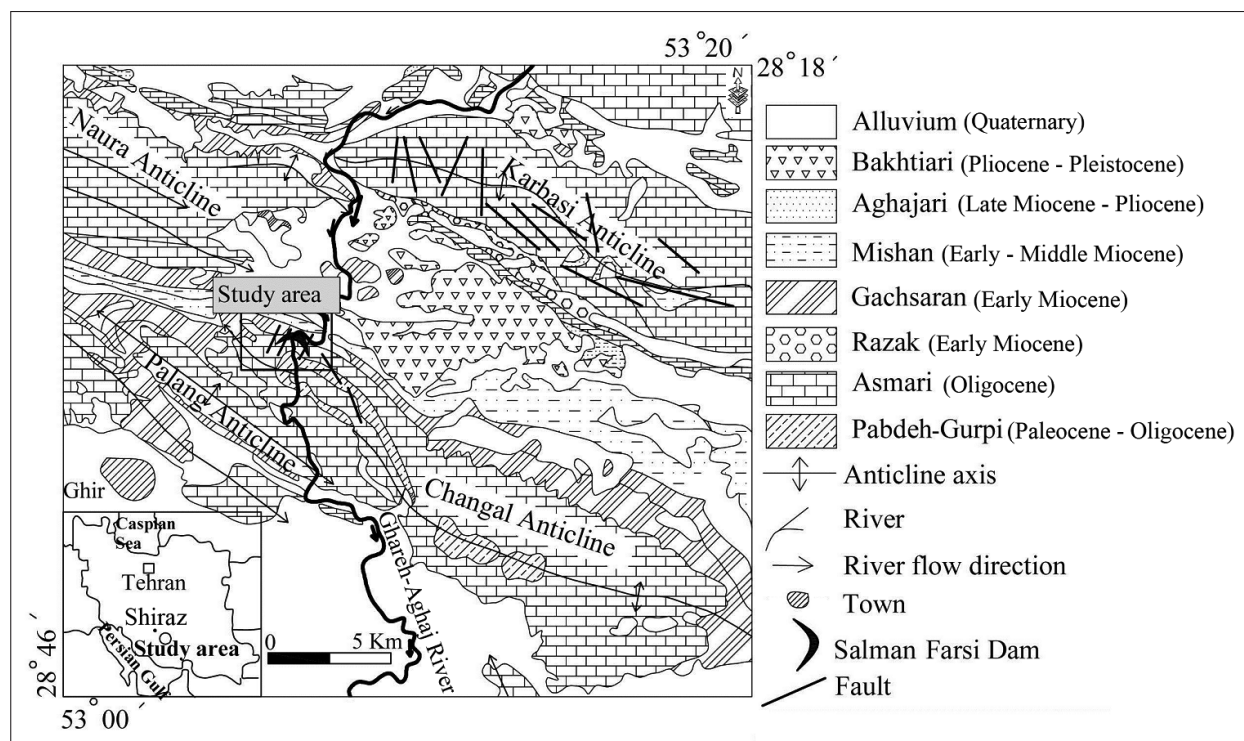 53° 20´
28° 18´
N
Naura Anticline
Karbasi Anticline
Study area
Palang Anticline
Ghir
Changal Anticline
Ghareh-Aghaj River
Caspian
Sea
Tehran
Shiraz
Study area
Persian Gulf
0 5 Km
28° 46´
53° 00´
Alluvium (Quaternary)
Bakhtiari (Pliocene - Pleistocene)
Aghajari (Late Miocene - Pliocene)
Mishan (Early - Middle Miocene)
Gachsaran (Early Miocene)
Razak (Early Miocene)
Asmari (Oligocene)
Pabdeh-Gurpi (Paleocene - Oligocene)
Anticline axis
River
River flow direction
Town
Salman Farsi Dam
Fault